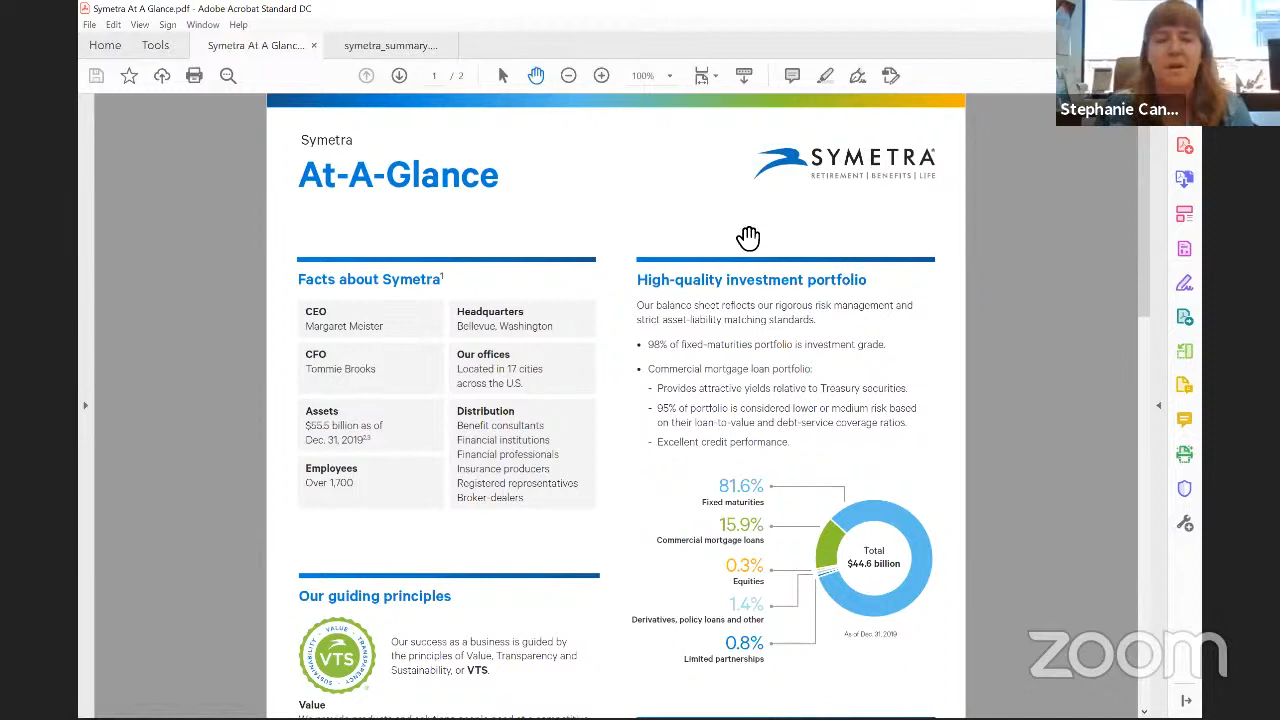 Symetra At A Glance.pdf - Adobe Acrobat Standard DC
File Edit View Sign Window Help
Home Tools Symetra At A Glanc... × symetra_summary....
1 / 2 100%
Stephanie Can...
Symetra
At-A-Glance
SYMETRA®
RETIREMENT | BENEFITS | LIFE
Facts about Symetra1
CEO
Margaret Meister
CFO
Tommie Brooks
Assets
$55.5 billion as of
Dec. 31, 20192,3
Employees
Over 1,700
Headquarters
Bellevue, Washington
Our offices
Located in 17 cities
across the U.S.
Distribution
Benefit consultants
Financial institutions
Financial professionals
Insurance producers
Registered representatives
Broker-dealers
Our guiding principles
VALUE • TRANSPARENCY • SUSTAINABILITY
VTS
Our success as a business is guided by
the principles of Value, Transparency and
Sustainability, or VTS.
Value
High-quality investment portfolio
Our balance sheet reflects our rigorous risk management and
strict asset-liability matching standards.
• 98% of fixed-maturities portfolio is investment grade.
• Commercial mortgage loan portfolio:
- Provides attractive yields relative to Treasury securities.
- 95% of portfolio is considered lower or medium risk based
on their loan-to-value and debt-service coverage ratios.
- Excellent credit performance.
81.6%
Fixed maturities
15.9%
Commercial mortgage loans
0.3%
Equities
1.4%
Derivatives, policy loans and other
0.8%
Limited partnerships
Total
$44.6 billion
As of Dec. 31, 2019
zoom